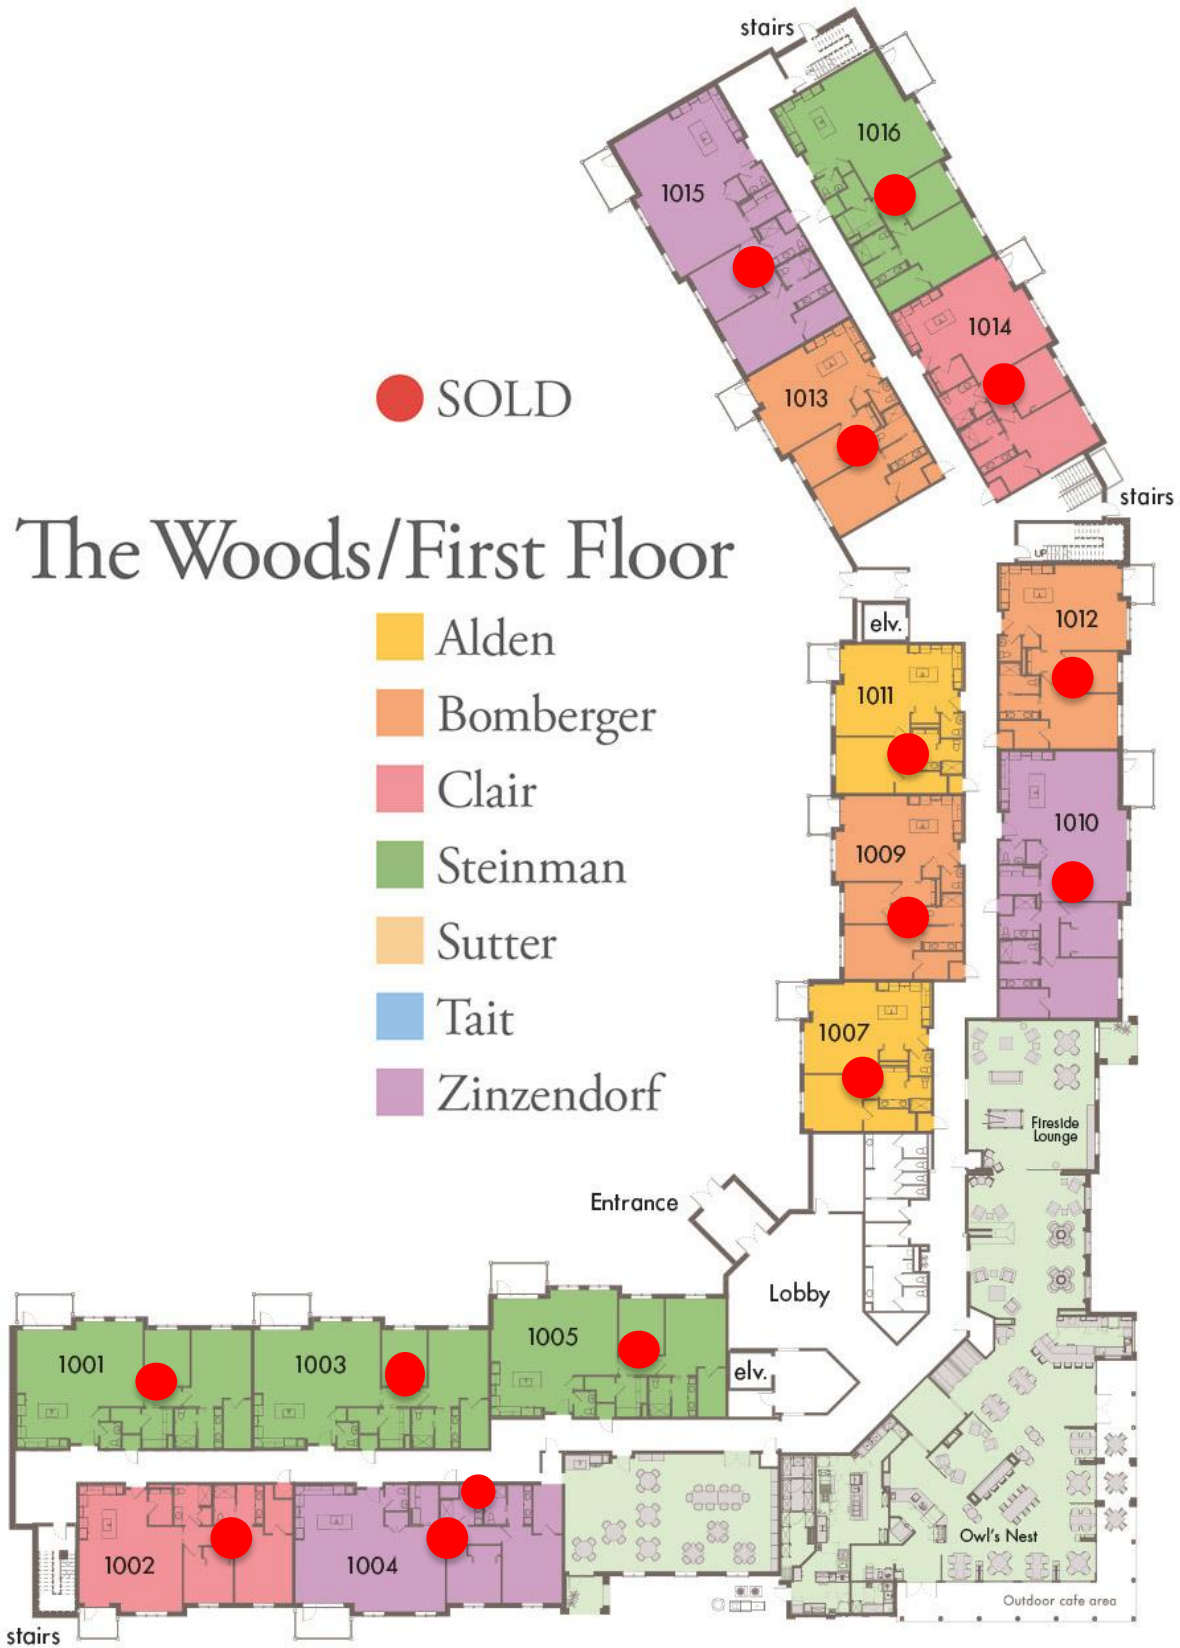 stairs
1016
1015
1014
1013
SOLD
stairs
The Woods/First Floor
UP
elv.
1012
Alden
1011
Bomberger
Clair
1010
1009
Steinman
Sutter
Tait
1007
Zinzendorf
Fireside
Lounge
Entrance
Lobby
1005
1001
1003
elv.
Owl's Nest
1002
1004
Outdoor cafe area
stairs